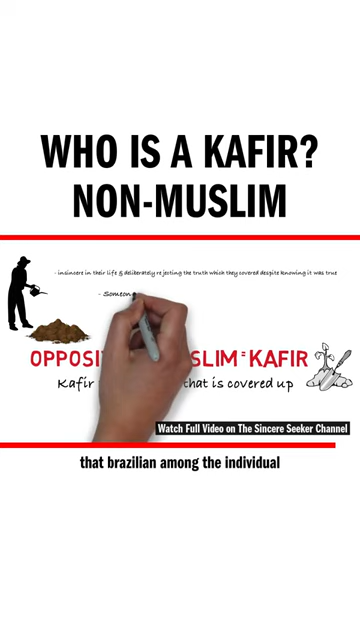 WHO IS A KAFIR?
NON-MUSLIM
- insincere in their life & deliberately rejecting the truth which they covered despite knowing it was true
- Someon
OPPOSIT SLIM = KAFIR
Kafir that is covered up
Watch Full Video on The Sincere Seeker Channel
that brazilian among the individual